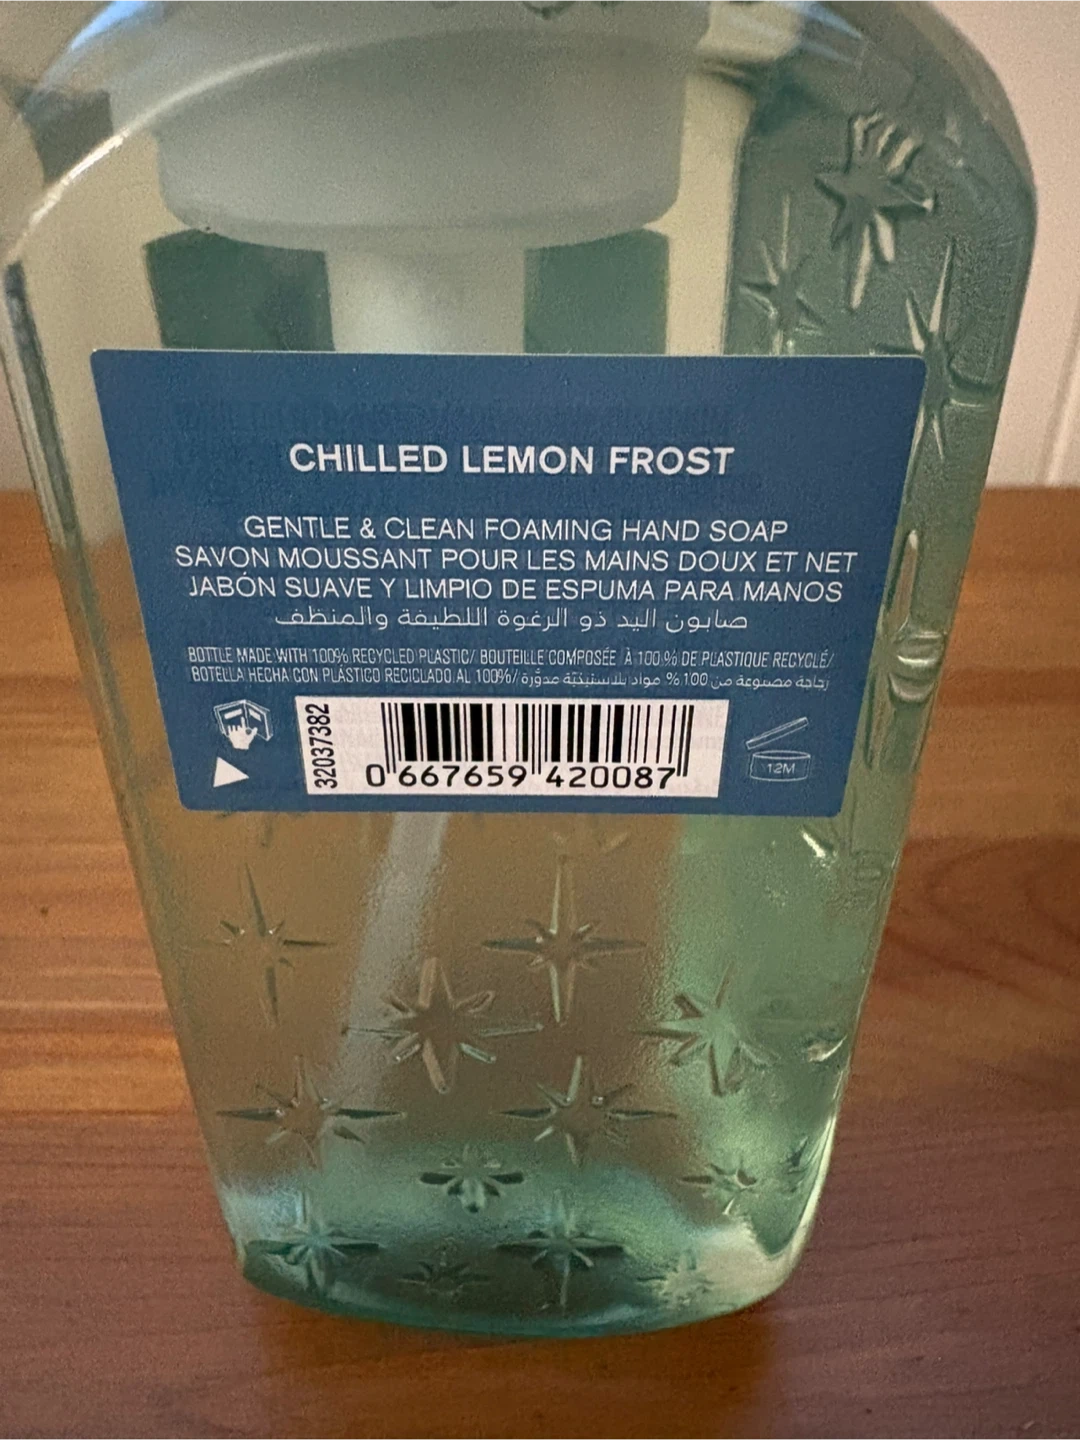 CHILLED LEMON FROST
GENTLE & CLEAN FOAMING HAND SOAP
SAVON MOUSSANT POUR LES MAINS DOUX ET NET
JABÓN SUAVE Y LIMPIO DE ESPUMA PARA MANOS
صابون اليد ذو الرغوة اللطيفة والمنظف
BOTTLE MADE WITH 100% RECYCLED PLASTIC/ BOUTEILLE COMPOSÉE À 100 % DE PLASTIQUE RECYCLÉ/
BOTELLA HECHA CON PLÁSTICO RECICLADO AL 100%/ زجاجة مصنوعة من 100% مواد بلاستيكيّة مدوّرة
32037382
0 667659 420087
12M